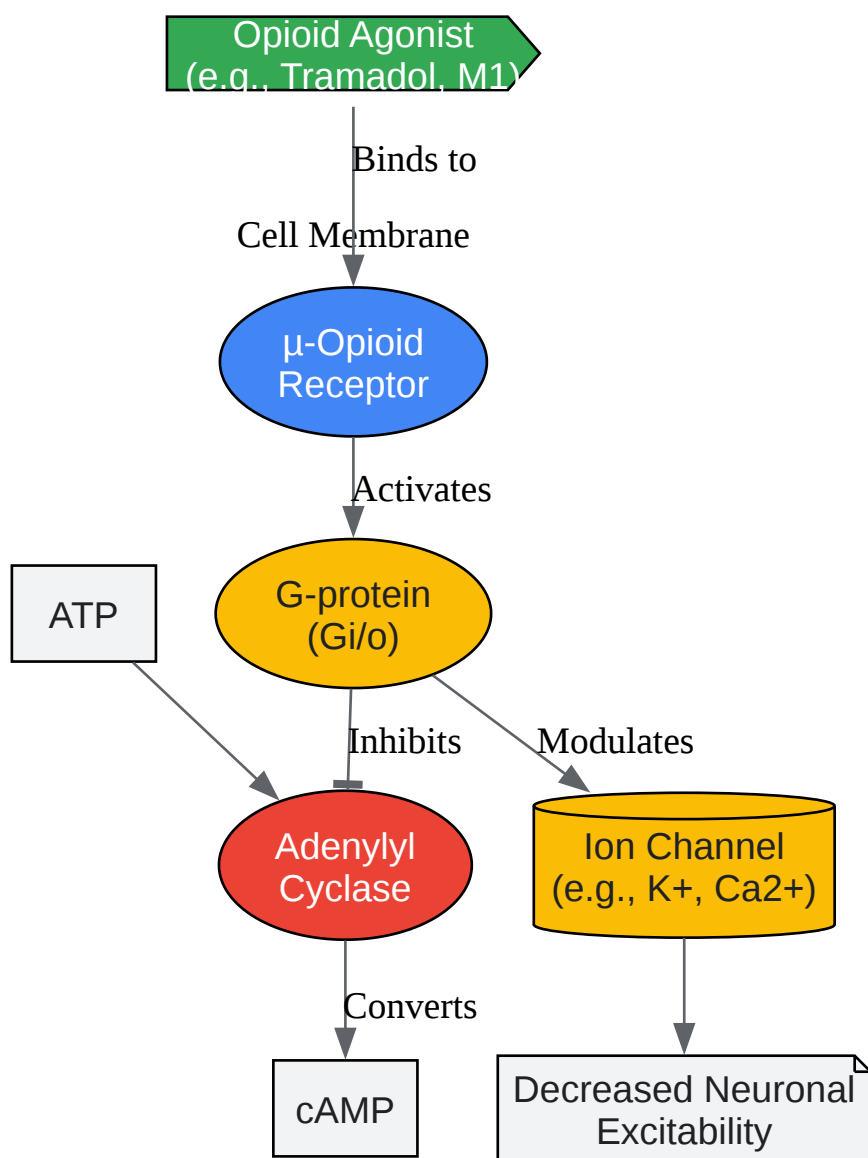 Opioid Agonist
(e.g., Tramadol, M1)
Binds to
Cell Membrane
µ-Opioid
Receptor
Activates
ATP
G-protein
(Gi/o)
Inhibits
Modulates
Adenylyl
Cyclase
Ion Channel
(e.g., K+, Ca2+)
Converts
cAMP
Decreased Neuronal
Excitability